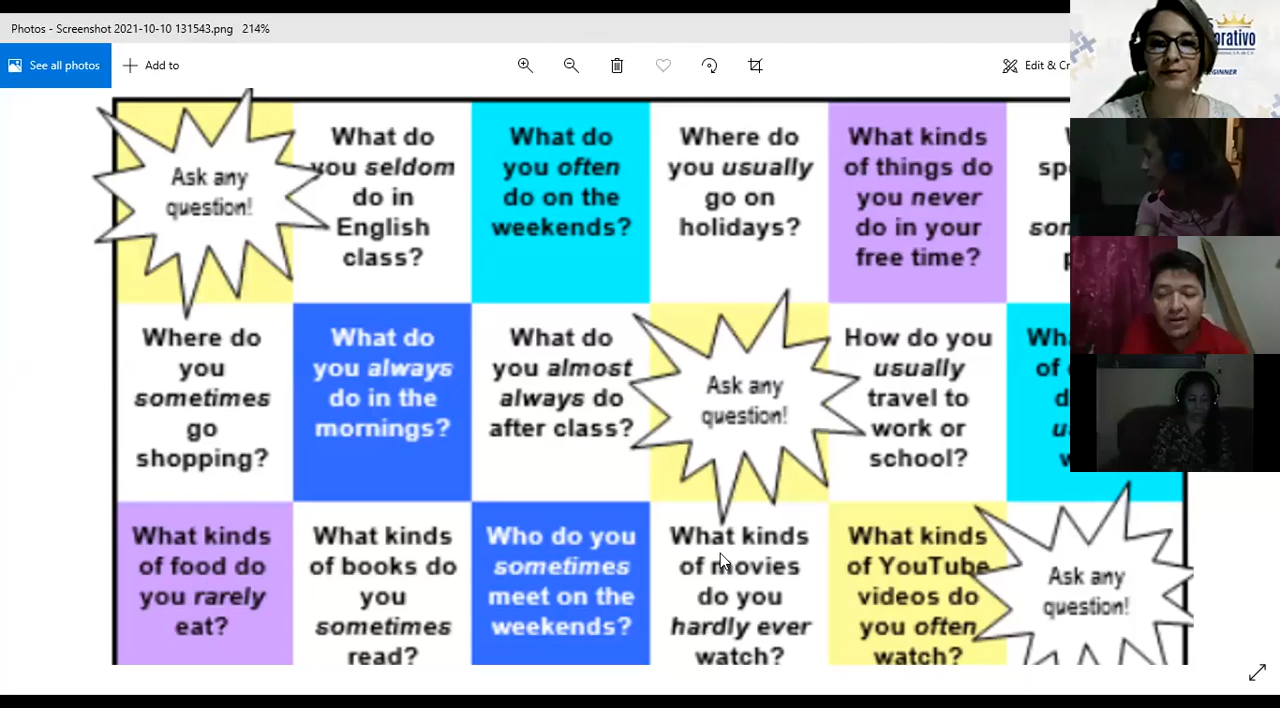 Photos - Screenshot 2021-10-10 131543.png 214%
See all photos
Add to
Edit & Cr
orativo
Ask any
question!
What do
you seldom
do in
English
class?
What do
you often
do on the
weekends?
Where do
you usually
go on
holidays?
What kinds
of things do
you never
do in your
free time?
Where do
you
sometimes
go
shopping?
What do
you always
do in the
mornings?
What do
you almost
always do
after class?
Ask any
question!
How do you
usually
travel to
work or
school?
What kinds
of food do
you rarely
eat?
What kinds
of books do
you
sometimes
read?
Who do you
sometimes
meet on the
weekends?
What kinds
of movies
do you
hardly ever
watch?
What kinds
of YouTube
videos do
you often
watch?
Ask any
question!